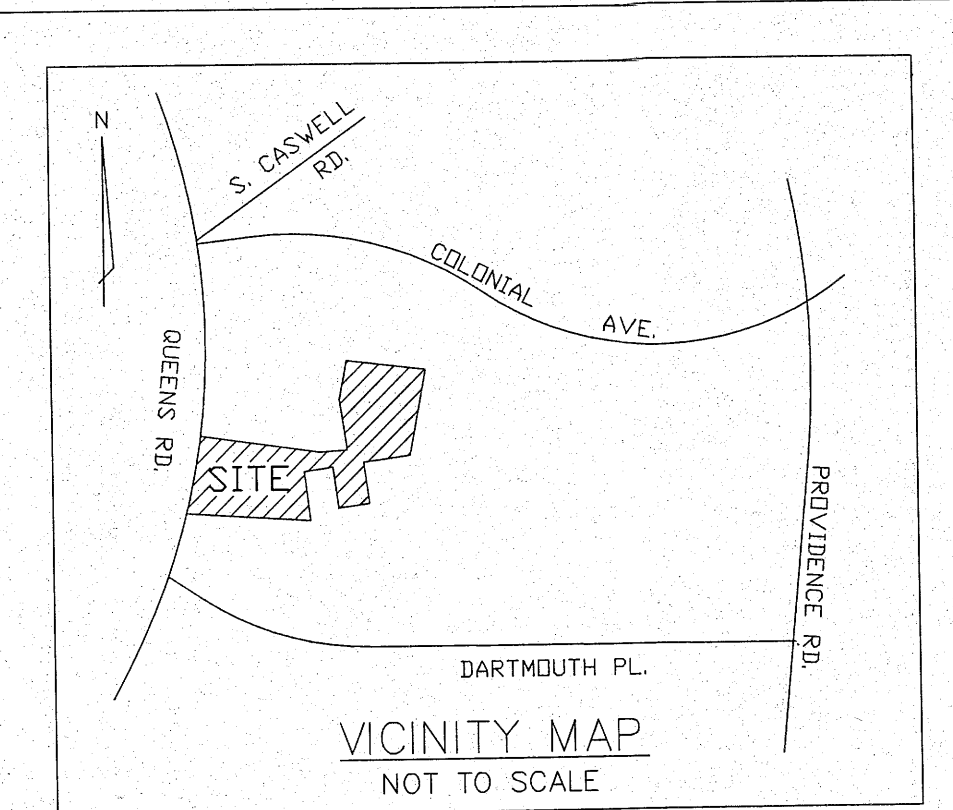 N
S. CASWELL
RD.
COLONIAL
AVE.
QUEENS RD.
SITE
PROVIDENCE RD.
DARTMOUTH PL.
VICINITY MAP
NOT TO SCALE